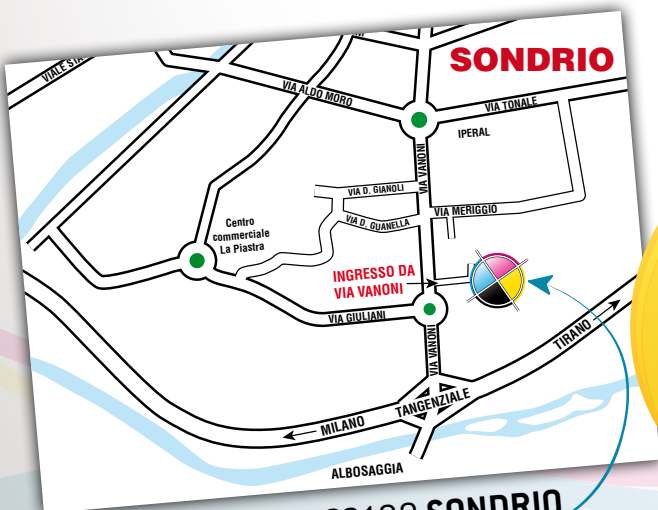 SONDRIO
VIALE STA
VIA ALDO MORO
VIA TONALE
IPERAL
VIA VANONI
VIA D. GIANOLI
VIA D. GUANELLA
VIA MERIGGIO
Centro
commerciale
La Piastra
INGRESSO DA
VIA VANONI
VIA GIULIANI
VIA VANONI
TIRANO
TANGENZIALE
MILANO
ALBOSAGGIA
SONDRIO